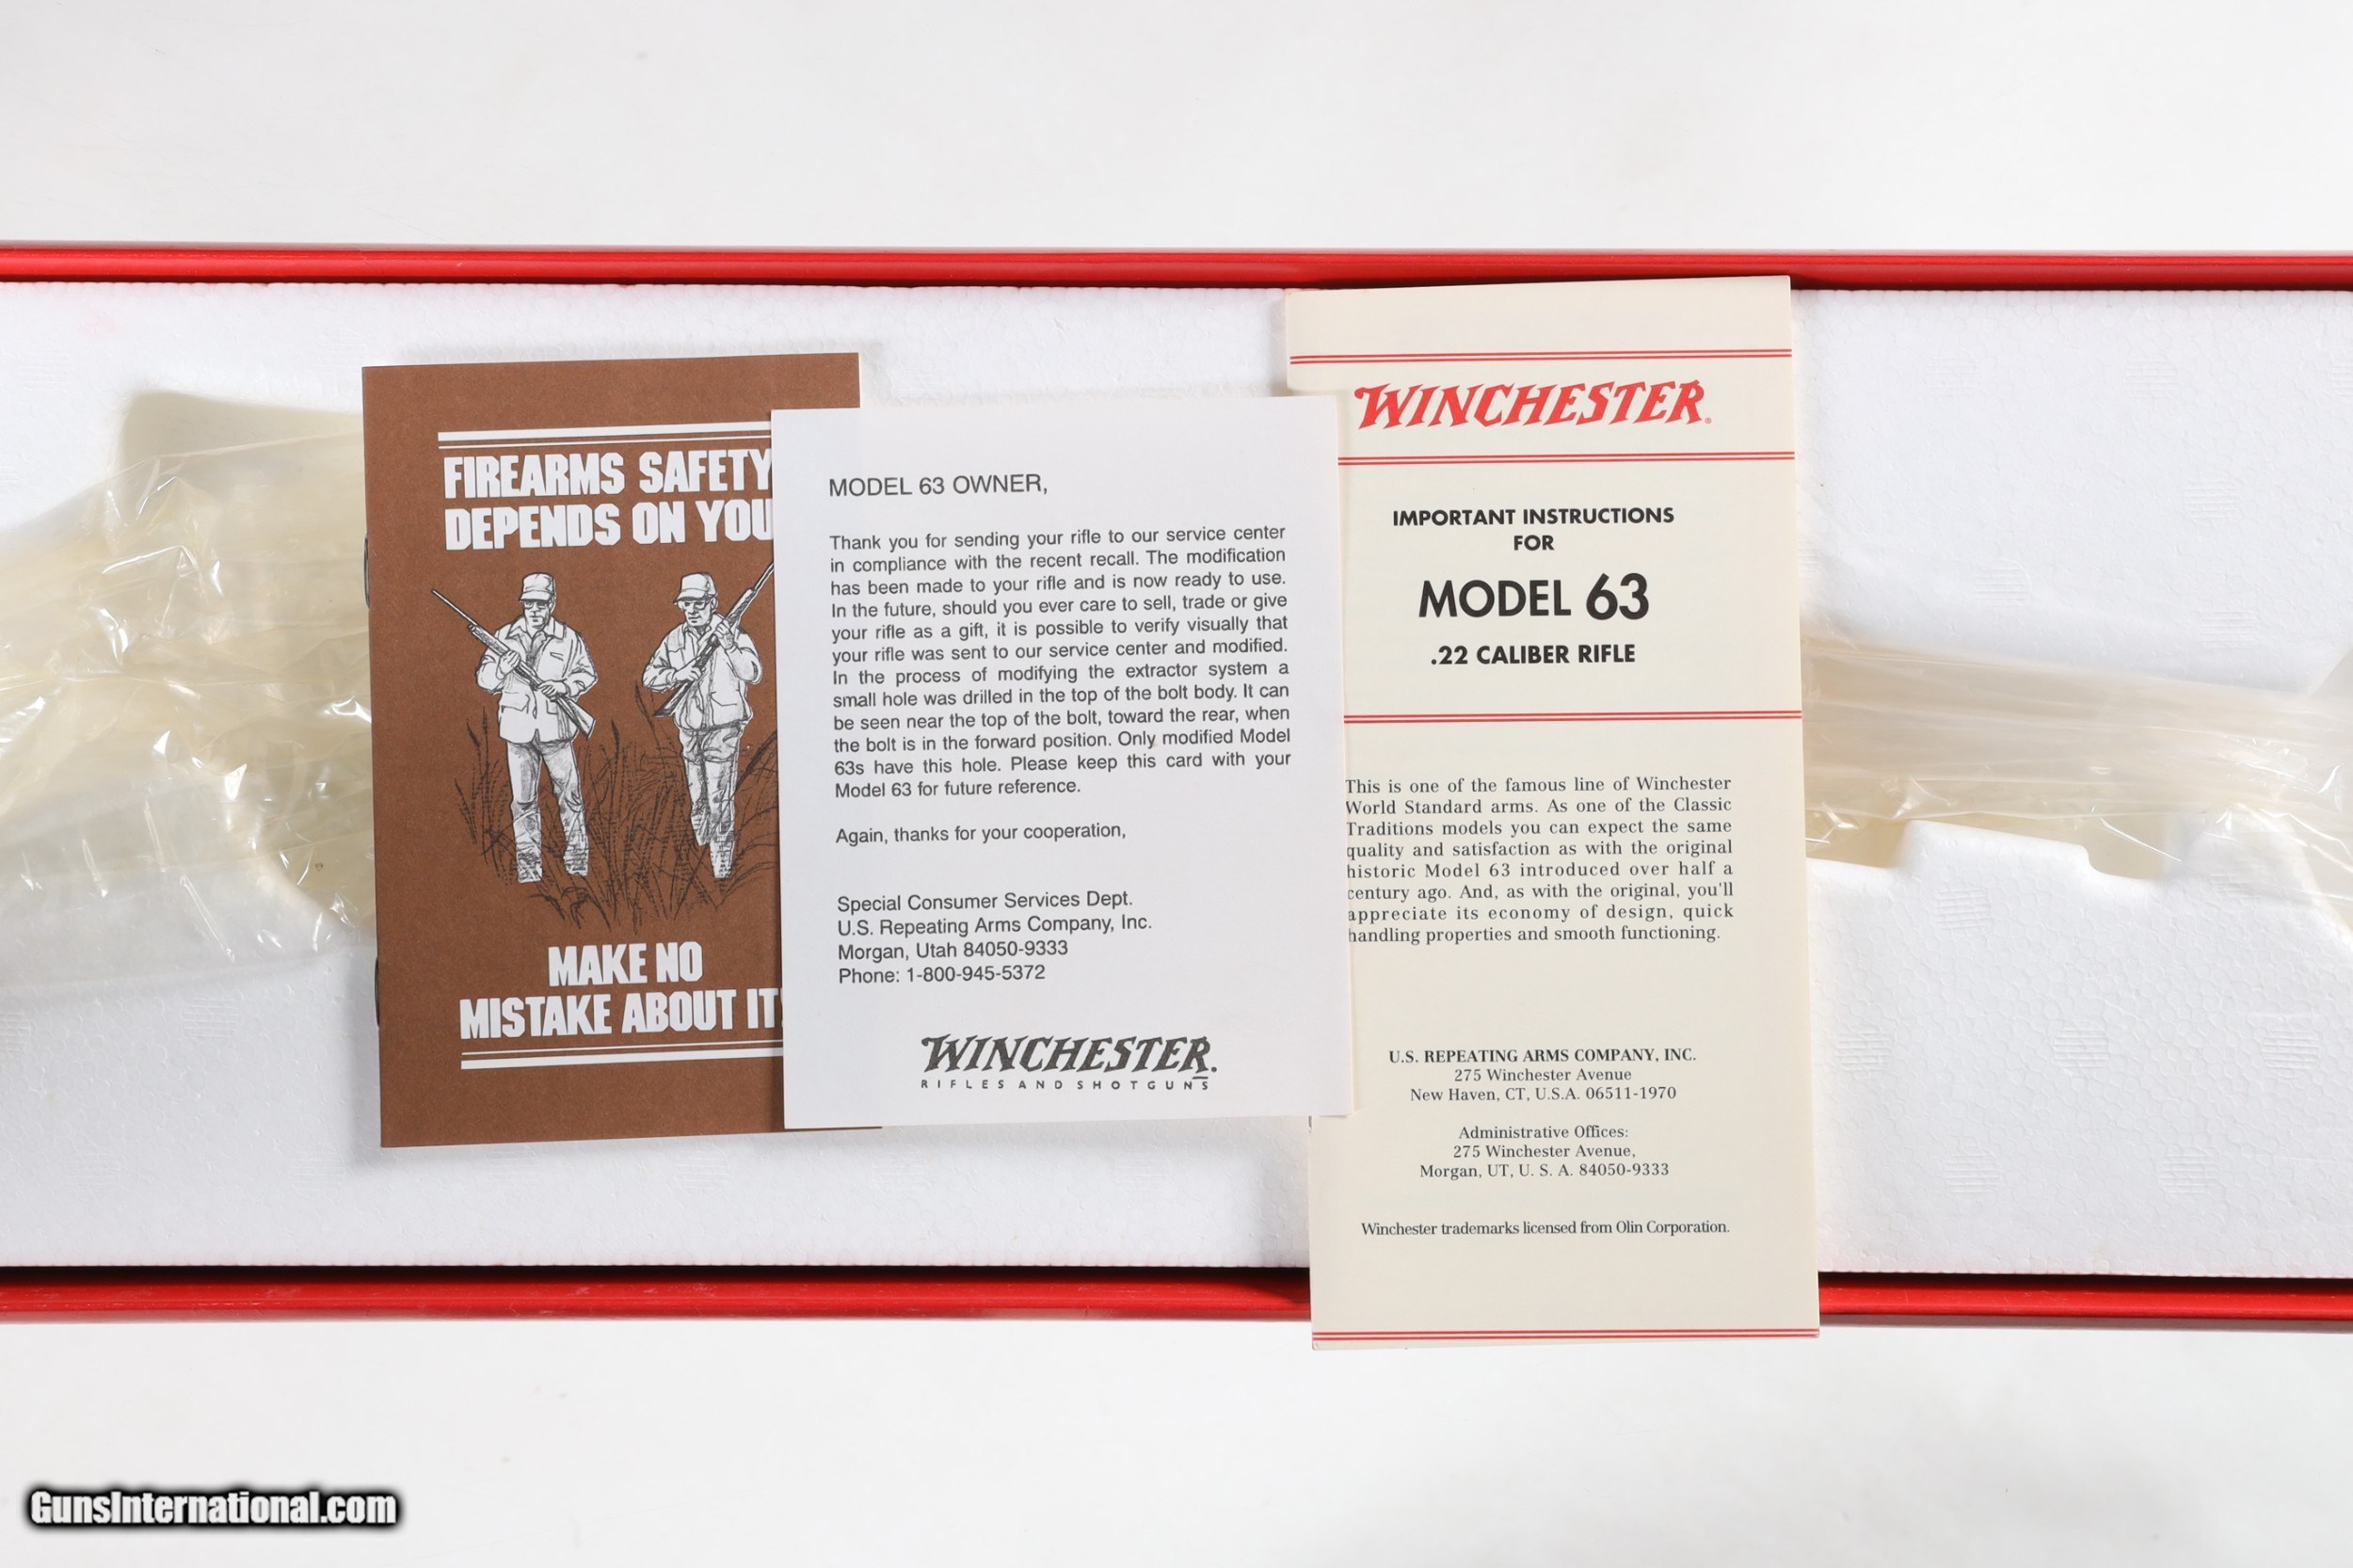 FIREARMS SAFETY
DEPENDS ON YOU
MAKE NO
MISTAKE ABOUT IT!
MODEL 63 OWNER,
Thank you for sending your rifle to our service center
in compliance with the recent recall. The modification
has been made to your rifle and is now ready to use.
In the future, should you ever care to sell, trade or give
your rifle as a gift, it is possible to verify visually that
your rifle was sent to our service center and modified.
In the process of modifying the extractor system a
small hole was drilled in the top of the bolt body. It can
be seen near the top of the bolt, toward the rear, when
the bolt is in the forward position. Only modified Model
63s have this hole. Please keep this card with your
Model 63 for future reference.
Again, thanks for your cooperation,
Special Consumer Services Dept.
U.S. Repeating Arms Company, Inc.
Morgan, Utah 84050-9333
Phone: 1-800-945-5372
WINCHESTER.
RIFLES AND SHOTGUNS
WINCHESTER®
IMPORTANT INSTRUCTIONS
FOR
MODEL 63
.22 CALIBER RIFLE
This is one of the famous line of Winchester
World Standard arms. As one of the Classic
Traditions models you can expect the same
quality and satisfaction as with the original
historic Model 63 introduced over half a
century ago. And, as with the original, you'll
appreciate its economy of design, quick
handling properties and smooth functioning.
U.S. REPEATING ARMS COMPANY, INC.
275 Winchester Avenue
New Haven, CT, U.S.A. 06511-1970
Administrative Offices:
275 Winchester Avenue,
Morgan, UT, U. S. A. 84050-9333
Winchester trademarks licensed from Olin Corporation.
GunsInternational.com